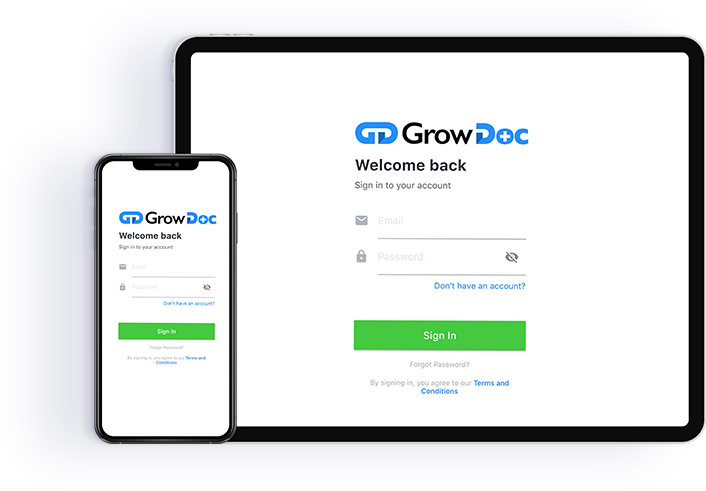 GD GrowDoc
Welcome back
Sign in to your account
Email
Password
Don't have an account?
Sign In
Forgot Password?
By signing in, you agree to our Terms and
Conditions
GD GrowDoc
Welcome back
Sign in to your account
Email
Password
Don't have an account?
Sign In
Forgot Password?
By signing in, you agree to our Terms and
Conditions